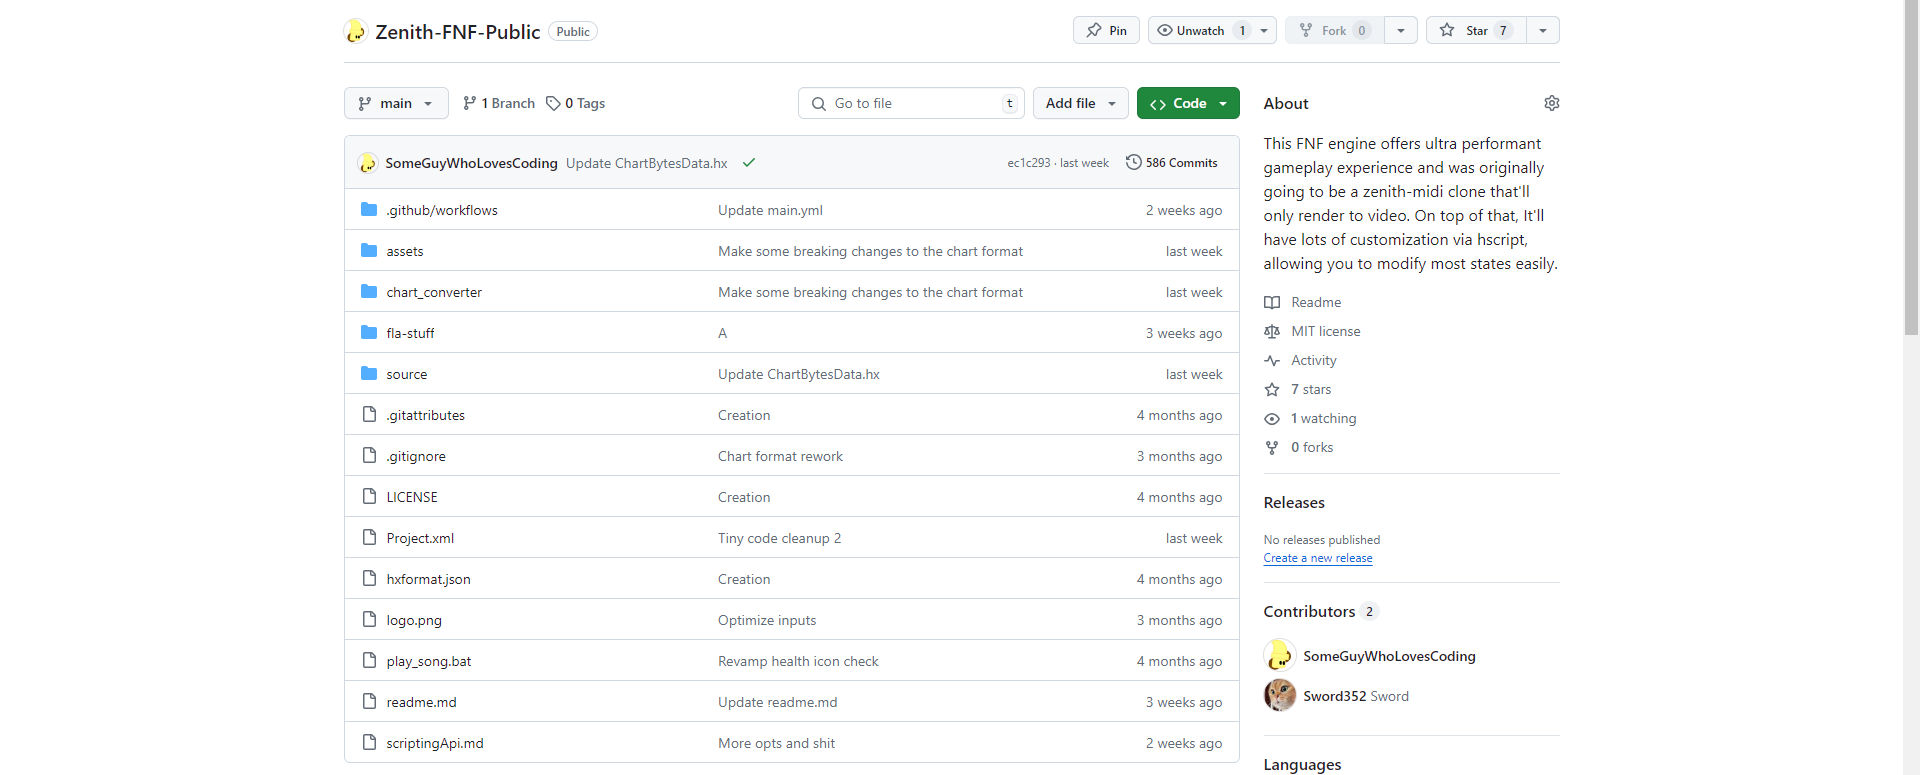 Zenith-FNF-Public Public Pin Unwatch 1 Fork 0 Star 7
main 1 Branch 0 Tags Go to file t Add file Code
SomeGuyWhoLovesCoding Update ChartBytesData.hx ec1c293 · last week 586 Commits
.github/workflows Update main.yml 2 weeks ago
assets Make some breaking changes to the chart format last week
chart_converter Make some breaking changes to the chart format last week
fla-stuff A 3 weeks ago
source Update ChartBytesData.hx last week
.gitattributes Creation 4 months ago
.gitignore Chart format rework 3 months ago
LICENSE Creation 4 months ago
Project.xml Tiny code cleanup 2 last week
hxformat.json Creation 4 months ago
logo.png Optimize inputs 3 months ago
play_song.bat Revamp health icon check 4 months ago
readme.md Update readme.md 3 weeks ago
scriptingApi.md More opts and shit 2 weeks ago
About
This FNF engine offers ultra performant
gameplay experience and was originally
going to be a zenith-midi clone that'll
only render to video. On top of that, It'll
have lots of customization via hscript,
allowing you to modify most states easily.
Readme
MIT license
Activity
7 stars
1 watching
0 forks
Releases
No releases published
Create a new release
Contributors 2
SomeGuyWhoLovesCoding
Sword352 Sword
Languages